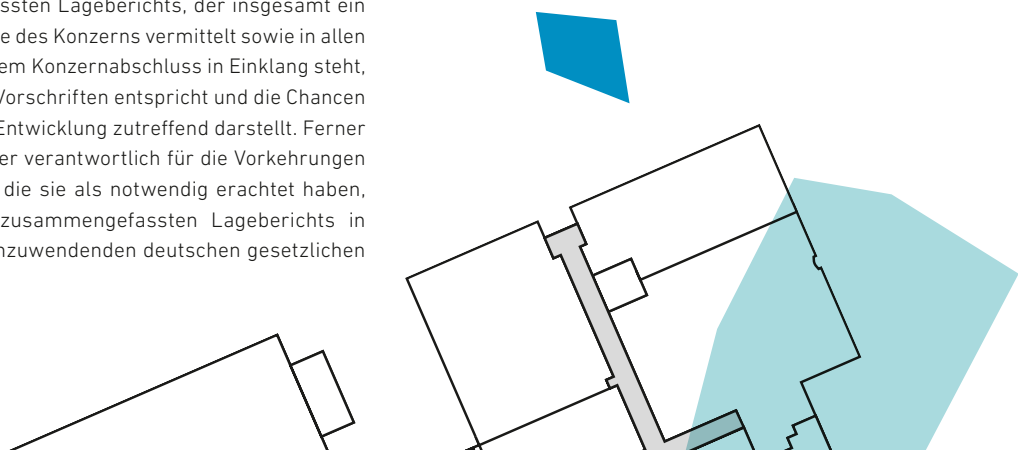 ssten Lageberichts, der insgesamt ein
e des Konzerns vermittelt sowie in allen
em Konzernabschluss in Einklang steht,
Vorschriften entspricht und die Chancen
Entwicklung zutreffend darstellt. Ferner
er verantwortlich für die Vorkehrungen
die sie als notwendig erachtet haben,
zusammengefassten Lageberichts in
nzuwendenden deutschen gesetzlichen